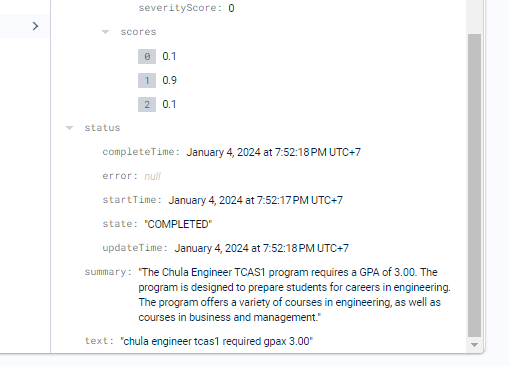 severityScore: 0
scores
0 0.1
1 0.9
2 0.1
status
completeTime: January 4, 2024 at 7:52:18 PM UTC+7
error: null
startTime: January 4, 2024 at 7:52:17 PM UTC+7
state: "COMPLETED"
updateTime: January 4, 2024 at 7:52:18 PM UTC+7
summary: "The Chula Engineer TCAS1 program requires a GPA of 3.00. The
program is designed to prepare students for careers in engineering.
The program offers a variety of courses in engineering, as well as
courses in business and management."
text: "chula engineer tcas1 required gpax 3.00"